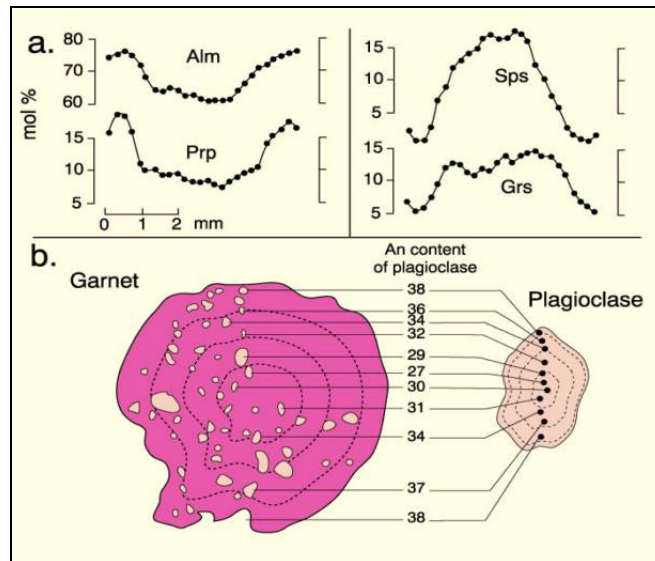 a.
80
70
60
Alm
mol %
15
10
5
Prp
0 1 2 mm
15
10
5
Sps
15
10
5
Grs
b.
Garnet
An content
of plagioclase
Plagioclase
38
36
34
32
29
27
30
31
34
37
38